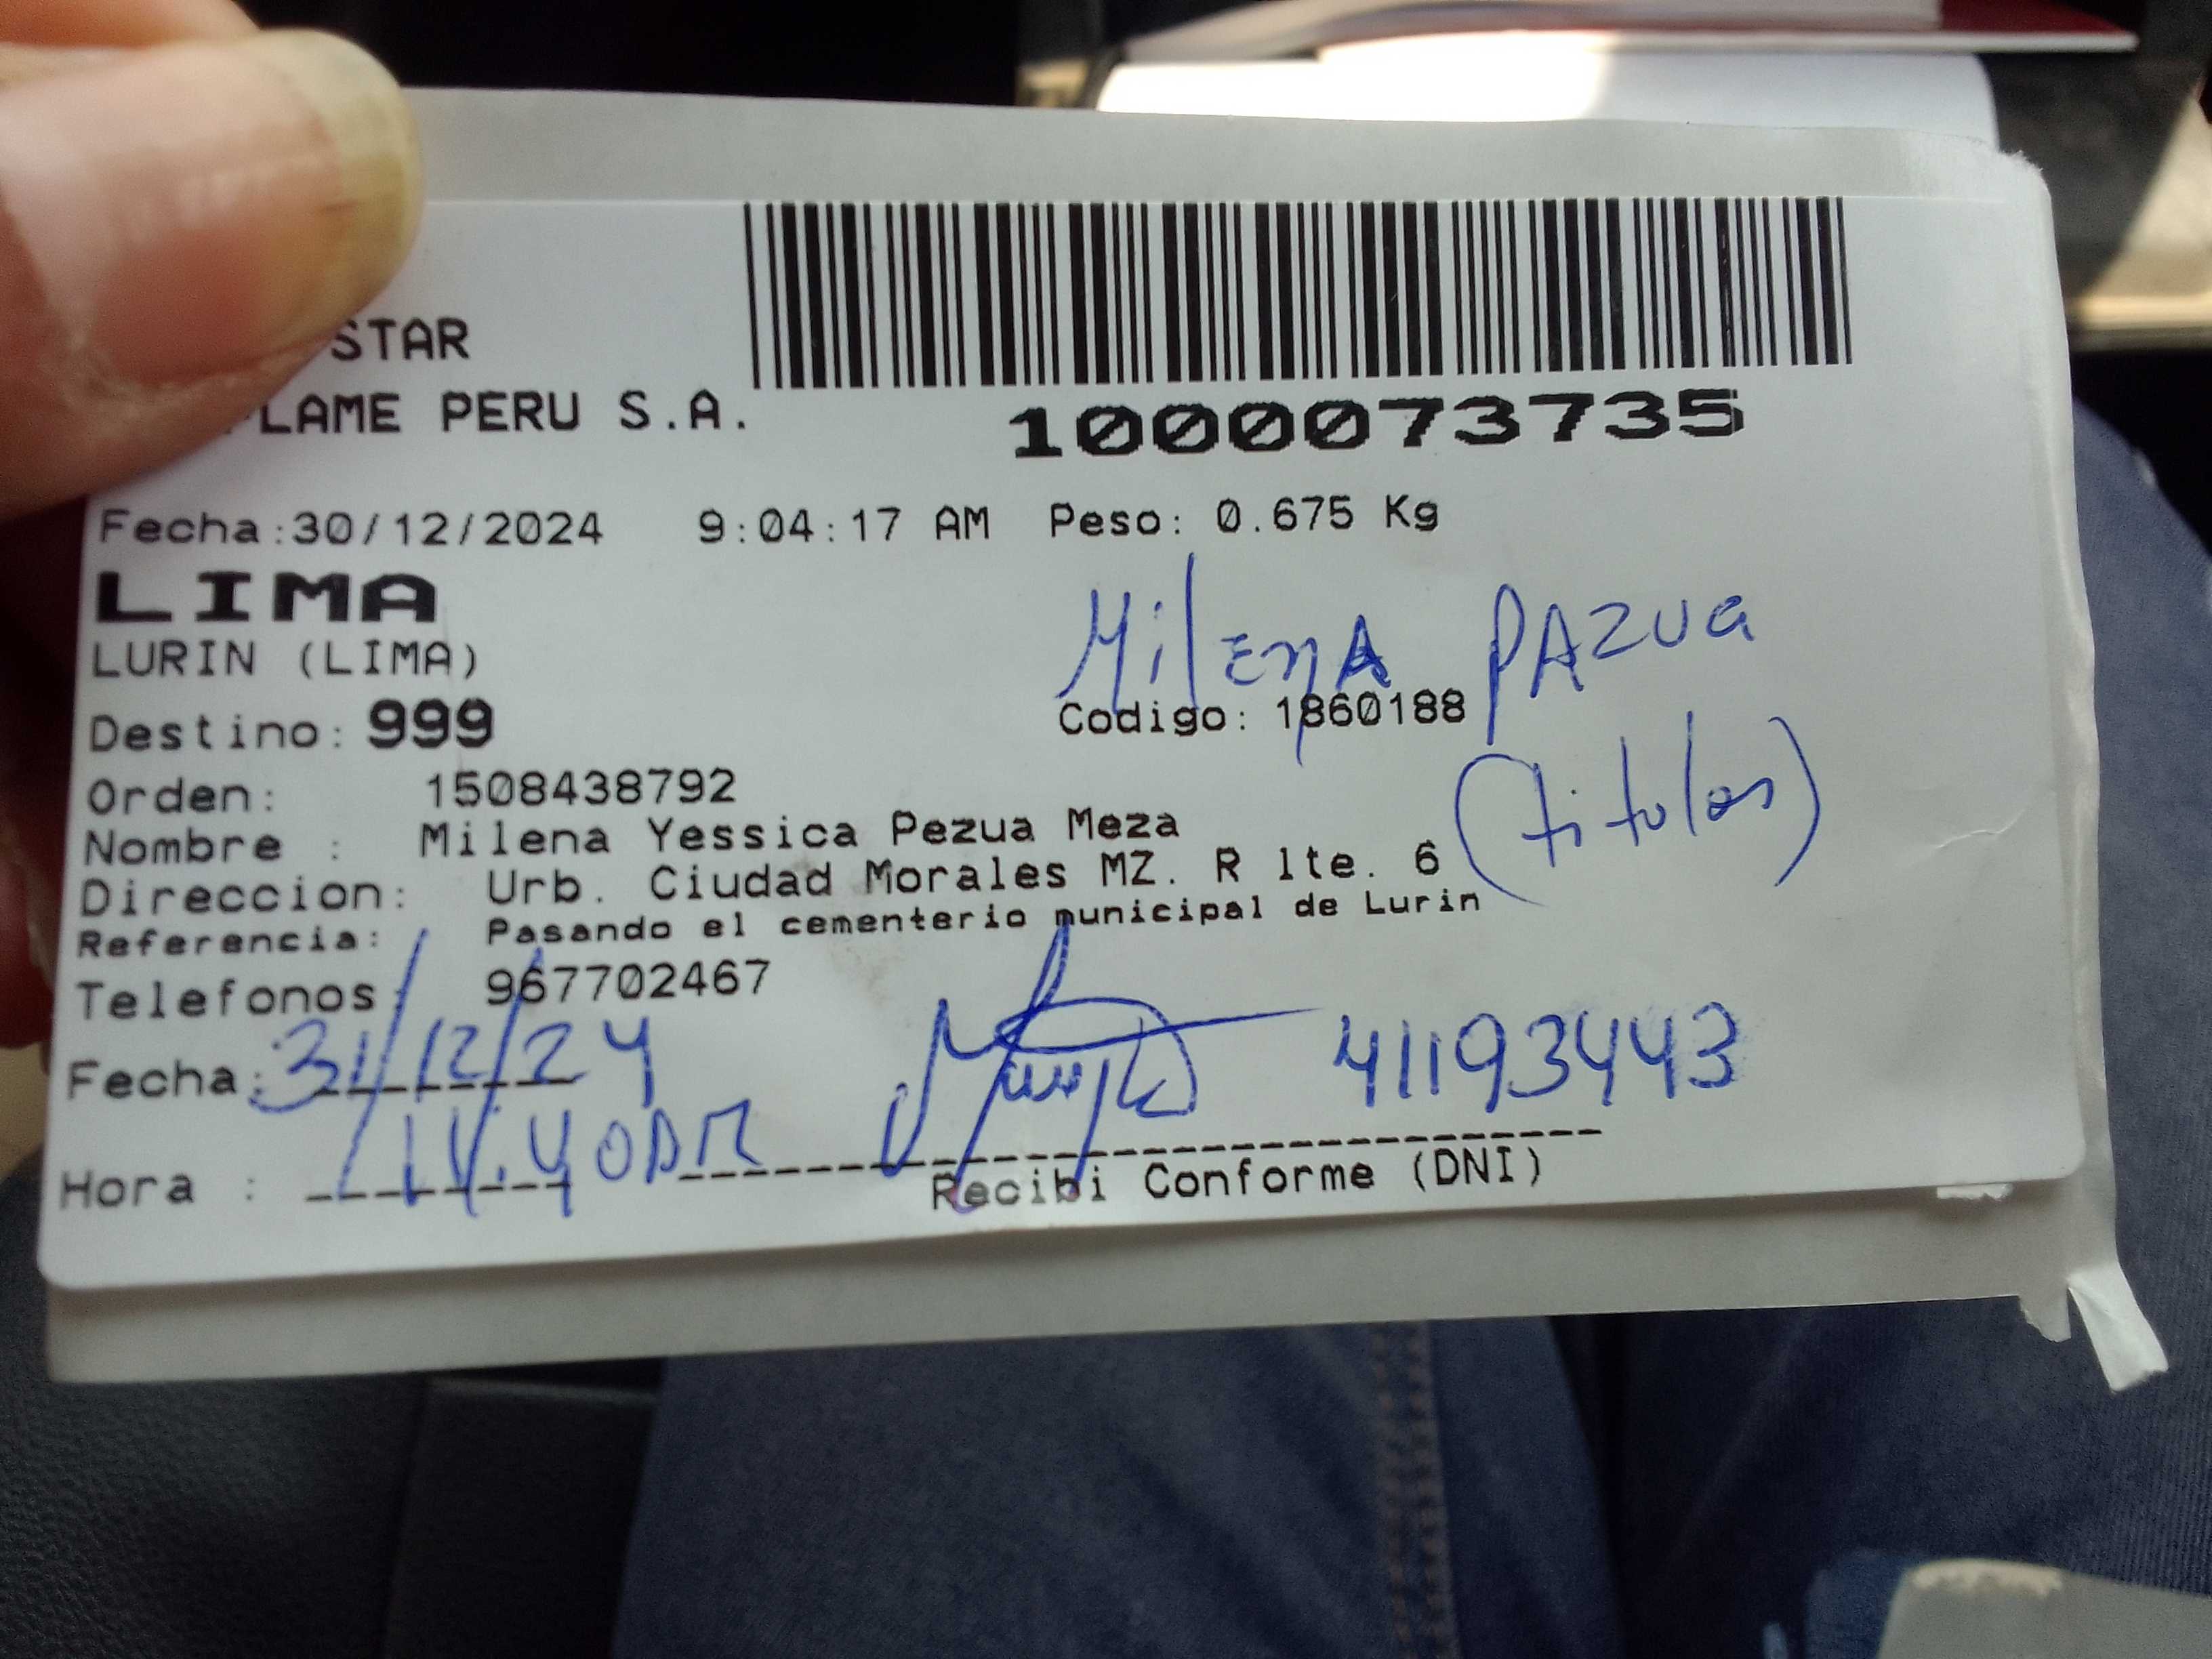 STAR
LAME PERU S.A.
1000073735
Fecha:30/12/2024 9:04:17 AM Peso: 0.675 Kg
LIMA
LURIN (LIMA)
Milena PAZUA
Destino: 999
Codigo: 1860188
(titular)
Orden: 1508438792
Nombre : Milena Yessica Pezua Meza
Direccion: Urb. Ciudad Morales MZ. R lte. 6
Referencia: Pasando el cementerio municipal de Lurin
Telefonos 967702467
Fecha: 31/12/24
41193443
Hora :
Recibi Conforme (DNI)